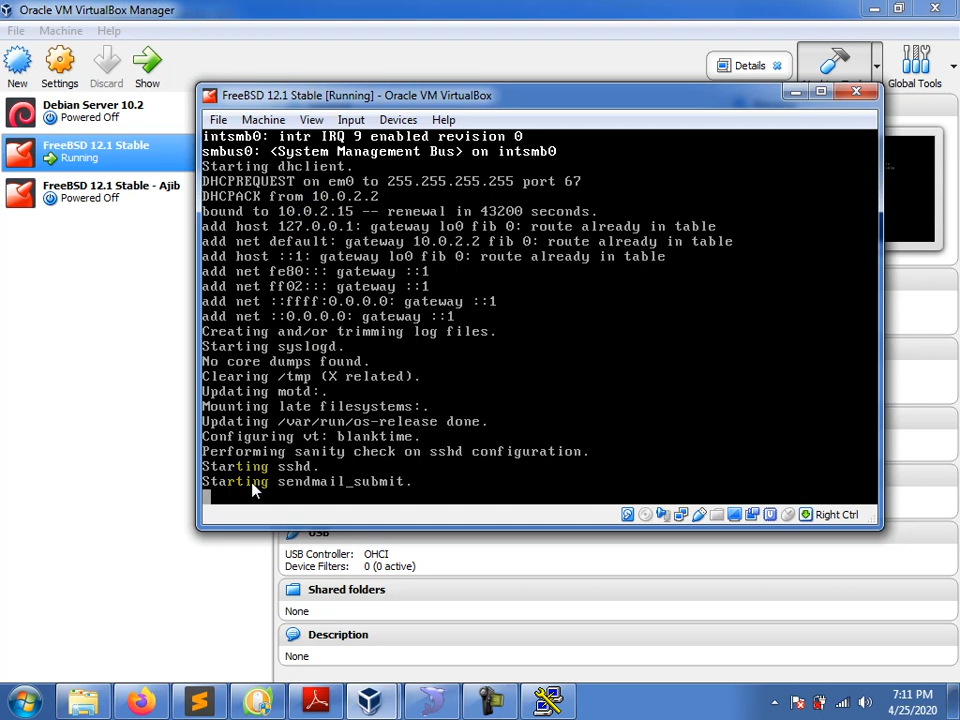 Oracle VM VirtualBox Manager
File Machine Help
New Settings Discard Show
Details
Global Tools
Debian Server 10.2
Powered Off
FreeBSD 12.1 Stable
Running
FreeBSD 12.1 Stable - Ajib
Powered Off
FreeBSD 12.1 Stable [Running] - Oracle VM VirtualBox
File Machine View Input Devices Help
intsmb0: intr IRQ 9 enabled revision 0
smbus0: <System Management Bus> on intsmb0
Starting dhclient.
DHCPREQUEST on em0 to 255.255.255.255 port 67
DHCPACK from 10.0.2.2
bound to 10.0.2.15 -- renewal in 43200 seconds.
add host 127.0.0.1: gateway lo0 fib 0: route already in table
add net default: gateway 10.0.2.2 fib 0: route already in table
add host ::1: gateway lo0 fib 0: route already in table
add net fe80::: gateway ::1
add net ff02::: gateway ::1
add net ::ffff:0.0.0.0: gateway ::1
add net ::0.0.0.0: gateway ::1
Creating and/or trimming log files.
Starting syslogd.
No core dumps found.
Clearing /tmp (X related).
Updating motd:.
Mounting late filesystems:.
Updating /var/run/os-release done.
Configuring vt: blanktime.
Performing sanity check on sshd configuration.
Starting sshd.
Starting sendmail_submit.
Right Ctrl
USB
USB Controller: OHCI
Device Filters: 0 (0 active)
Shared folders
None
Description
None
7:11 PM
4/25/2020